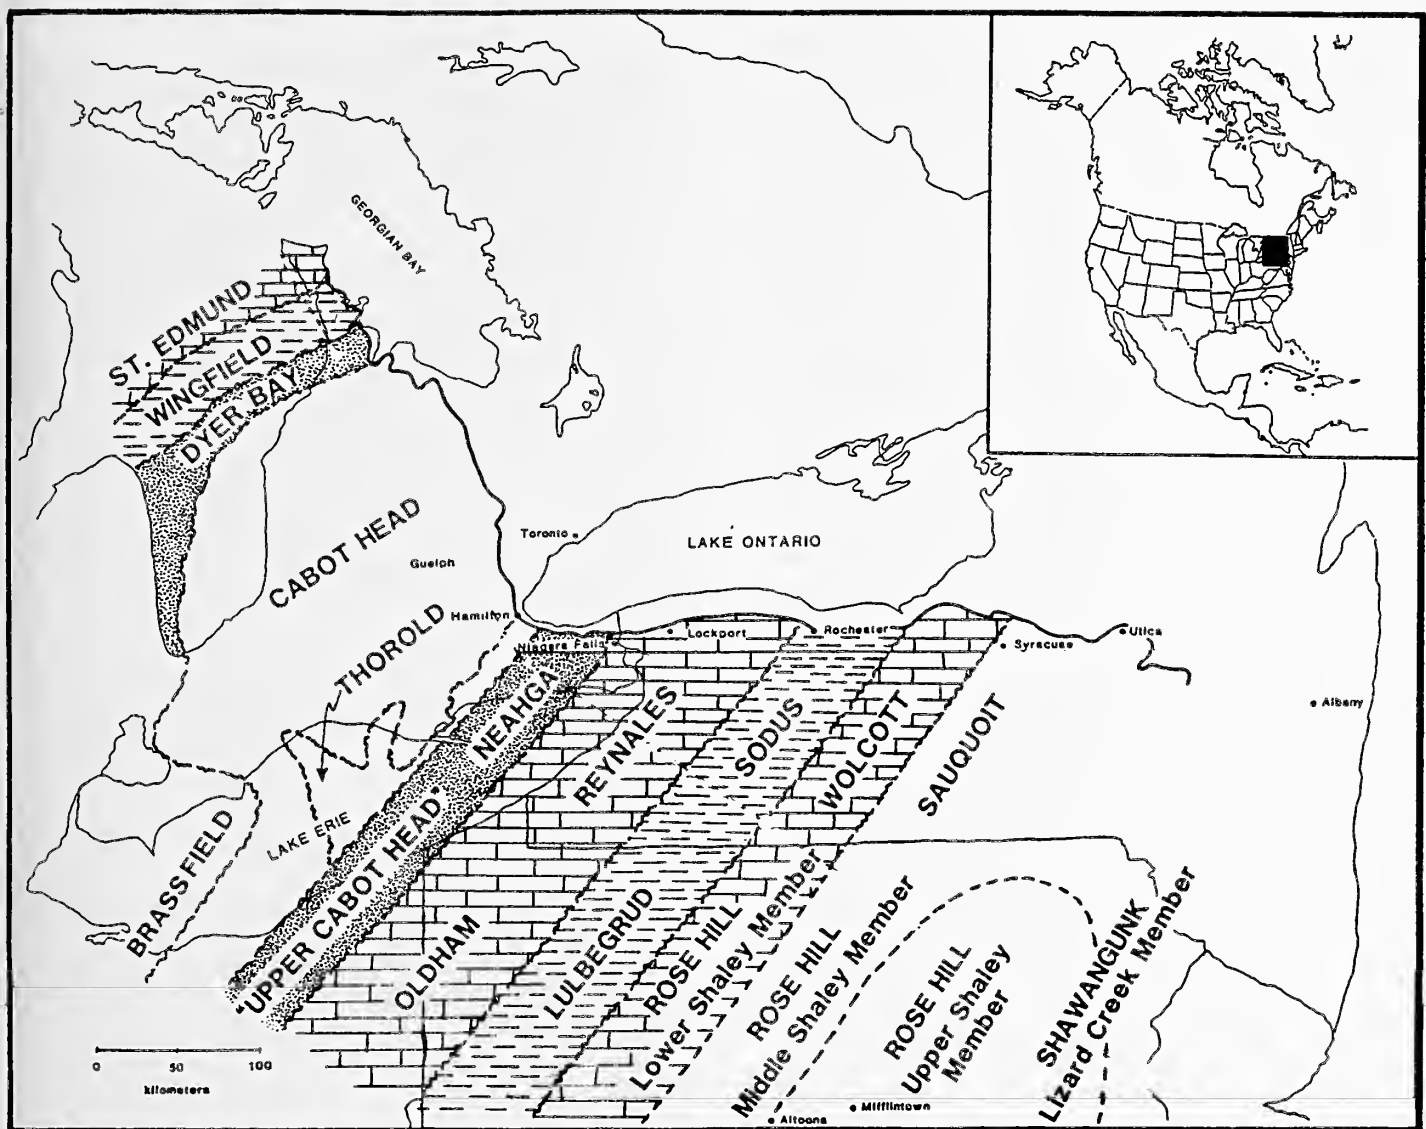 GEORGIAN BAY
ST. EDMUND
WINGFIELD
DYER BAY
CABOT HEAD
Guelph
Toronto
LAKE ONTARIO
THOROLD
Hamilton
Niagara Falls
Lockport
Rochester
Syracuse
Utica
Albany
NEAHGA
REYNALES
SODUS
WOLCOTT
SAUQUOIT
BRASSFIELD
LAKE ERIE
"UPPER CABOT HEAD"
OLDHAM
LULBEGRUD
ROSE HILL
Lower Shaley Member
ROSE HILL
Middle Shaley Member
ROSE HILL
Upper Shaley
Member
SHAWANGUNK
Lizard Creek Member
0 50 100
kilometers
Mifflintown
Altoona